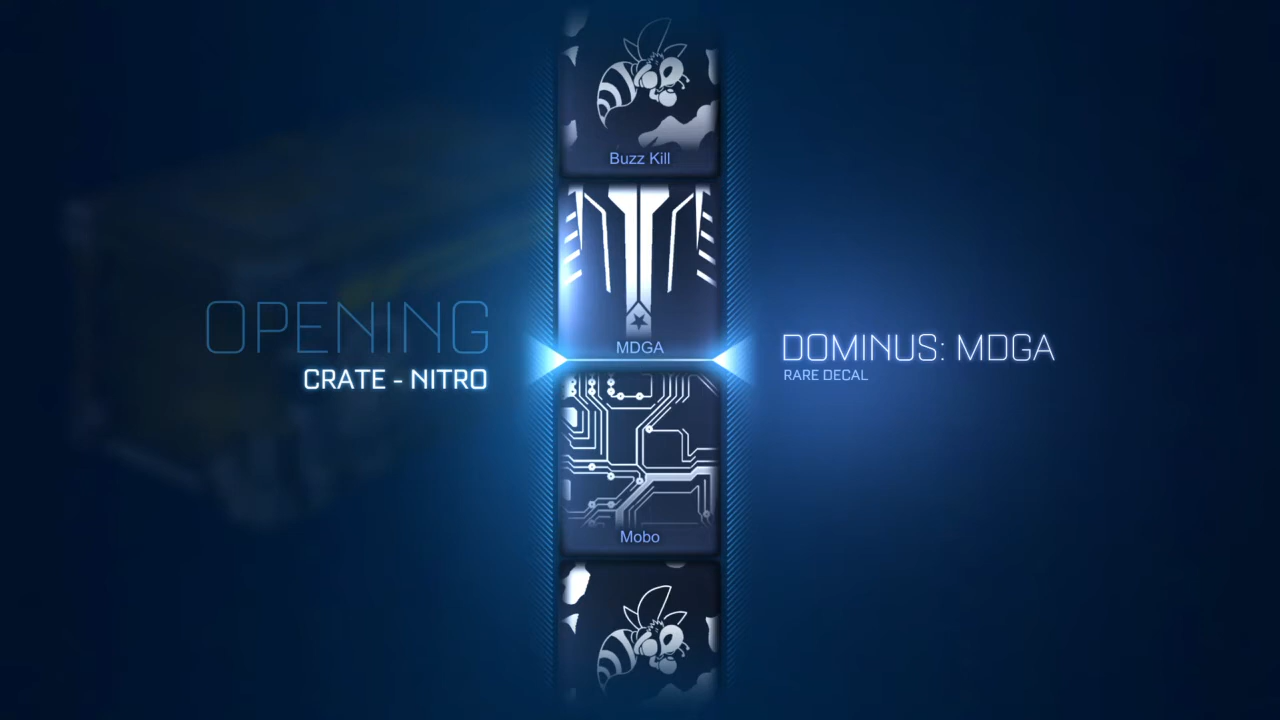 Buzz Kill
MDGA
OPENING
CRATE - NITRO
DOMINUS: MDGA
RARE DECAL
Mobo